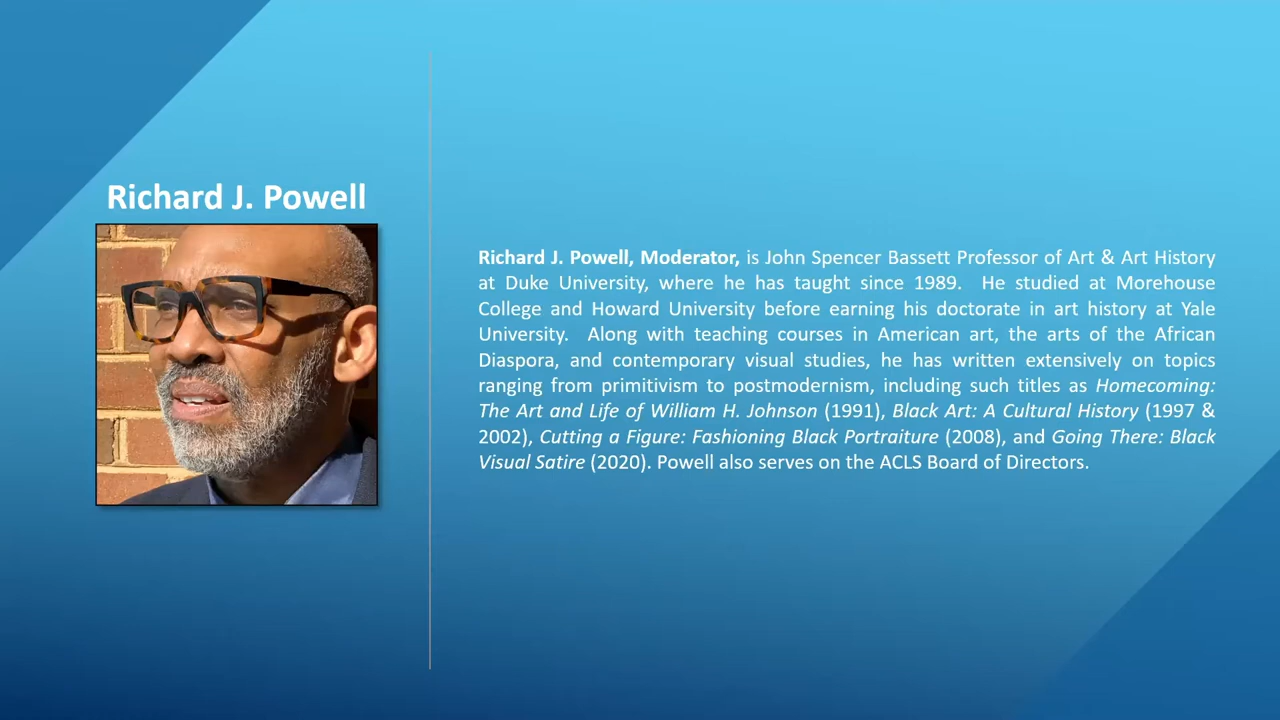 Richard J. Powell
Richard J. Powell, Moderator, is John Spencer Bassett Professor of Art & Art History
at Duke University, where he has taught since 1989.  He studied at Morehouse
College and Howard University before earning his doctorate in art history at Yale
University.  Along with teaching courses in American art, the arts of the African
Diaspora, and contemporary visual studies, he has written extensively on topics
ranging from primitivism to postmodernism, including such titles as Homecoming:
The Art and Life of William H. Johnson (1991), Black Art: A Cultural History (1997 &
2002), Cutting a Figure: Fashioning Black Portraiture (2008), and Going There: Black
Visual Satire (2020). Powell also serves on the ACLS Board of Directors.